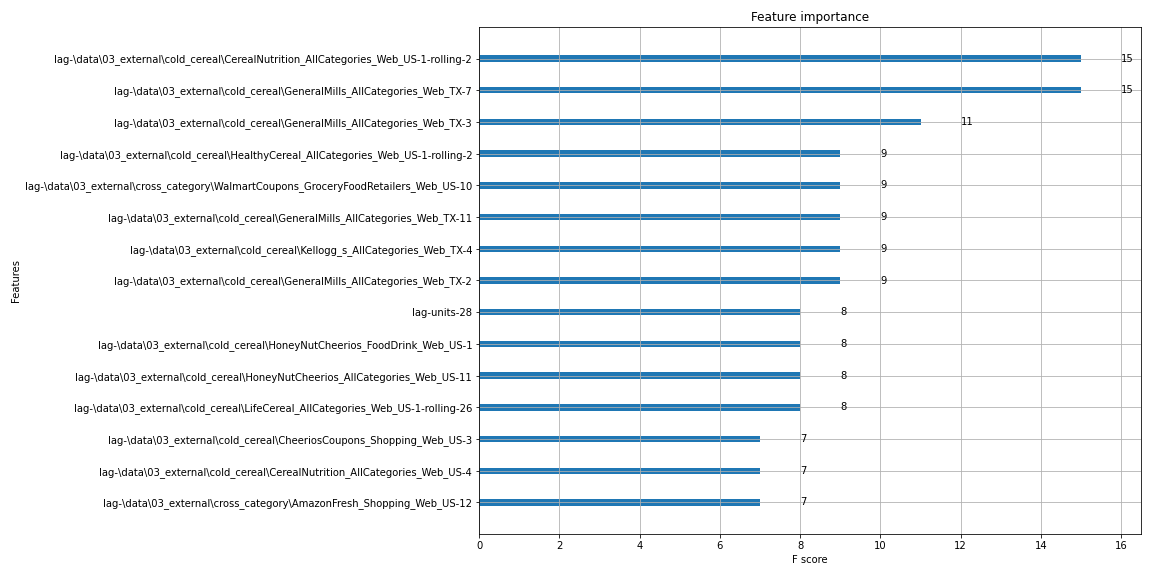 Feature importance
lag-\data\03_external\cold_cereal\CerealNutrition_AllCategories_Web_US-1-rolling-2
15
lag-\data\03_external\cold_cereal\GeneralMills_AllCategories_Web_TX-7
15
lag-\data\03_external\cold_cereal\GeneralMills_AllCategories_Web_TX-3
11
lag-\data\03_external\cold_cereal\HealthyCereal_AllCategories_Web_US-1-rolling-2
9
lag-\data\03_external\cross_category\WalmartCoupons_GroceryFoodRetailers_Web_US-10
9
lag-\data\03_external\cold_cereal\GeneralMills_AllCategories_Web_TX-11
9
lag-\data\03_external\cold_cereal\Kellogg_s_AllCategories_Web_TX-4
9
lag-\data\03_external\cold_cereal\GeneralMills_AllCategories_Web_TX-2
9
lag-units-28
8
lag-\data\03_external\cold_cereal\HoneyNutCheerios_FoodDrink_Web_US-1
8
lag-\data\03_external\cold_cereal\HoneyNutCheerios_AllCategories_Web_US-11
8
lag-\data\03_external\cold_cereal\LifeCereal_AllCategories_Web_US-1-rolling-26
8
lag-\data\03_external\cold_cereal\CheeriosCoupons_Shopping_Web_US-3
7
lag-\data\03_external\cold_cereal\CerealNutrition_AllCategories_Web_US-4
7
lag-\data\03_external\cross_category\AmazonFresh_Shopping_Web_US-12
7
Features
0 2 4 6 8 10 12 14 16
F score